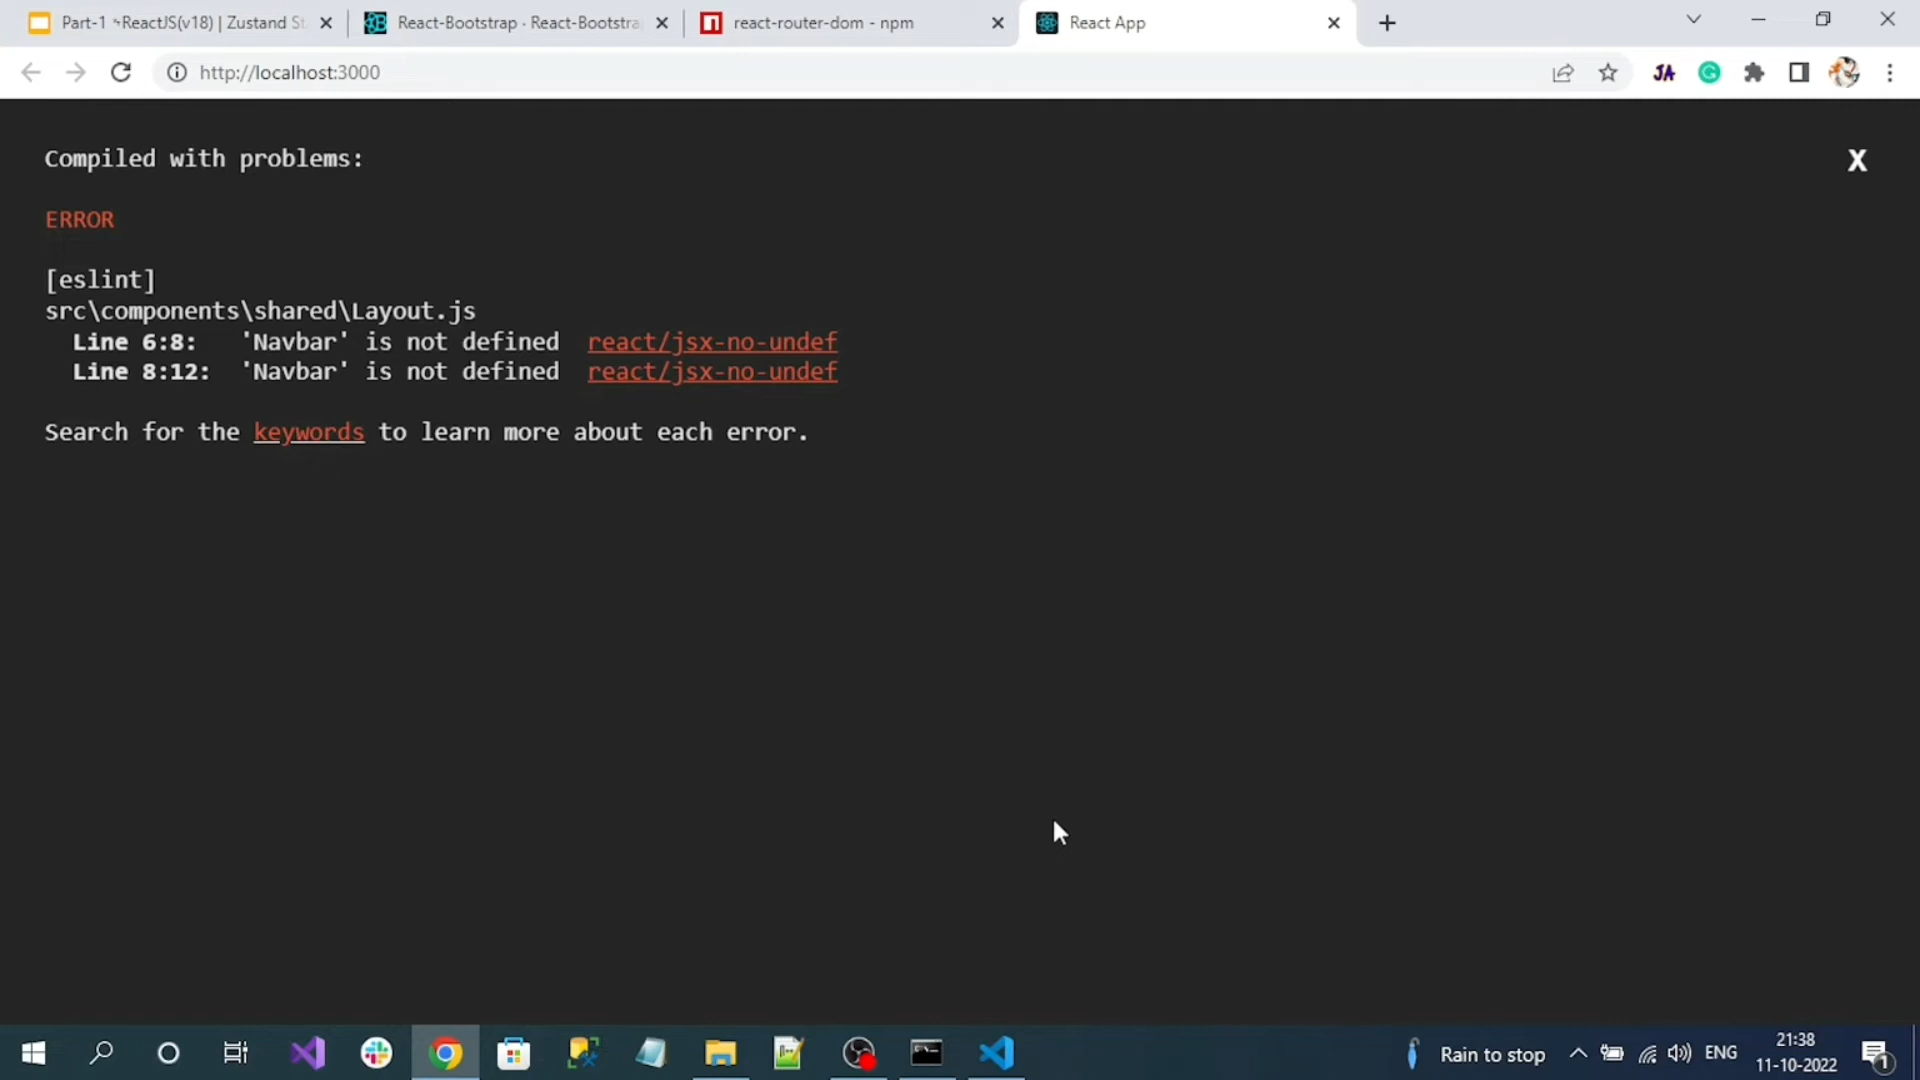 Part-1 ~ReactJS(v18) | Zustand St
React-Bootstrap · React-Bootstra
react-router-dom - npm
React App
http://localhost:3000
JA
Compiled with problems:
X
ERROR
[eslint]
src\components\shared\Layout.js
Line 6:8: 'Navbar' is not defined react/jsx-no-undef
Line 8:12: 'Navbar' is not defined react/jsx-no-undef
Search for the keywords to learn more about each error.
Rain to stop
ENG
21:38
11-10-2022
1